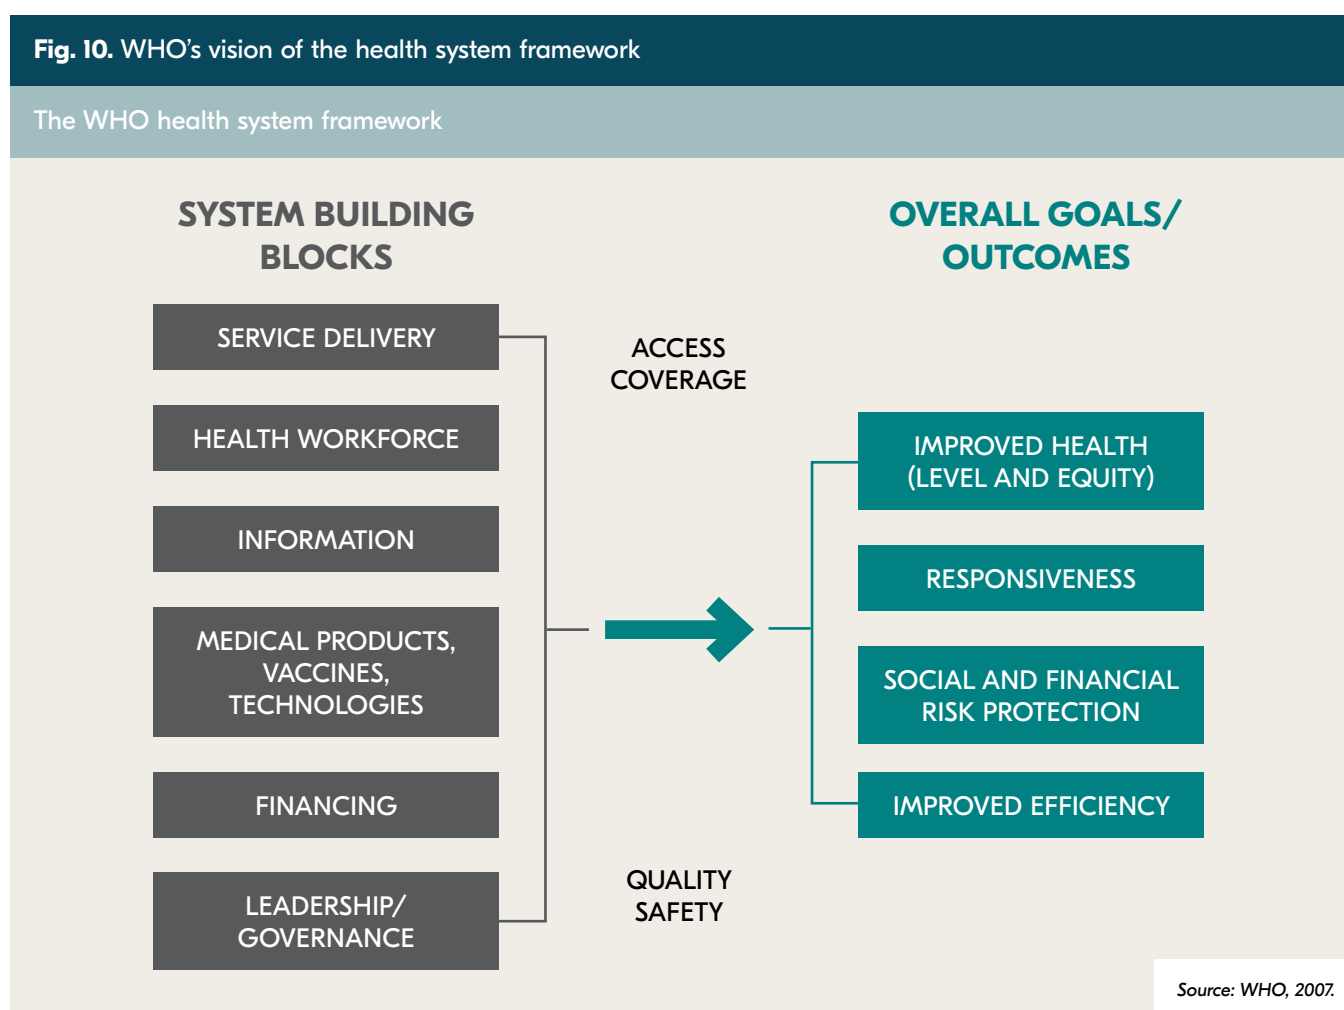 Fig. 10. WHO’s vision of the health system framework
The WHO health system framework
SYSTEM BUILDING
BLOCKS
SERVICE DELIVERY
HEALTH WORKFORCE
INFORMATION
MEDICAL PRODUCTS,
VACCINES,
TECHNOLOGIES
FINANCING
LEADERSHIP/
GOVERNANCE
ACCESS
COVERAGE
QUALITY
SAFETY
OVERALL GOALS/
OUTCOMES
IMPROVED HEALTH
(LEVEL AND EQUITY)
RESPONSIVENESS
SOCIAL AND FINANCIAL
RISK PROTECTION
IMPROVED EFFICIENCY
Source: WHO, 2007.